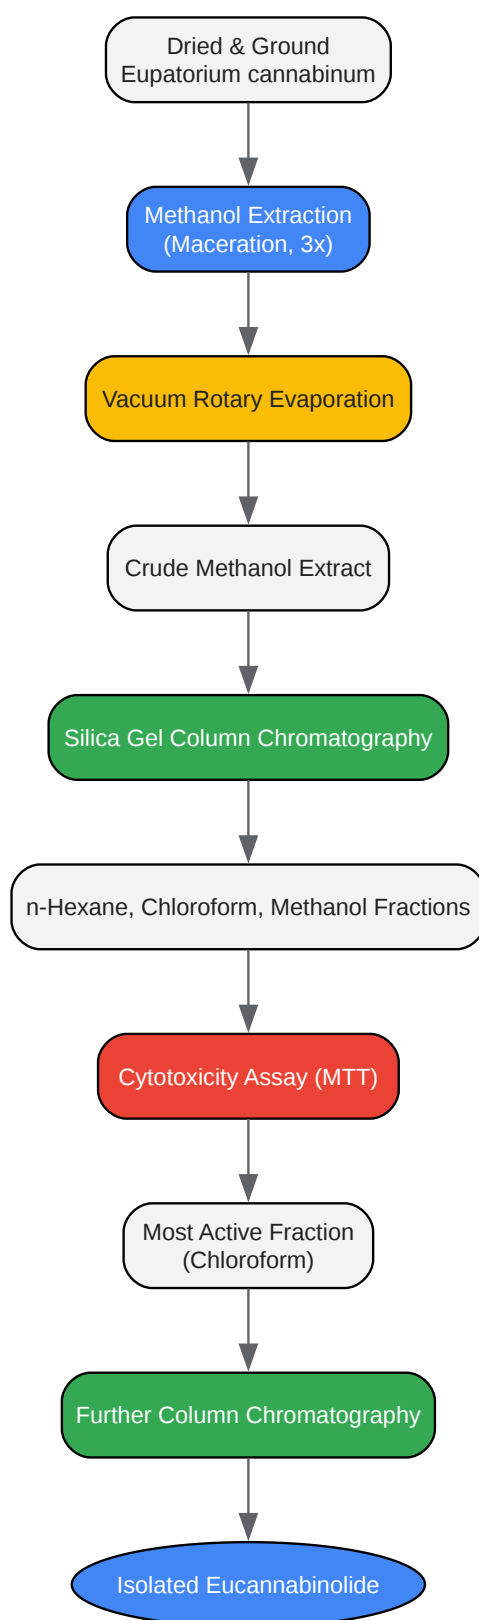 Dried & Ground
Eupatorium cannabinum
Methanol Extraction
(Maceration, 3x)
Vacuum Rotary Evaporation
Crude Methanol Extract
Silica Gel Column Chromatography
n-Hexane, Chloroform, Methanol Fractions
Cytotoxicity Assay (MTT)
Most Active Fraction
(Chloroform)
Further Column Chromatography
Isolated Eucannabinolide